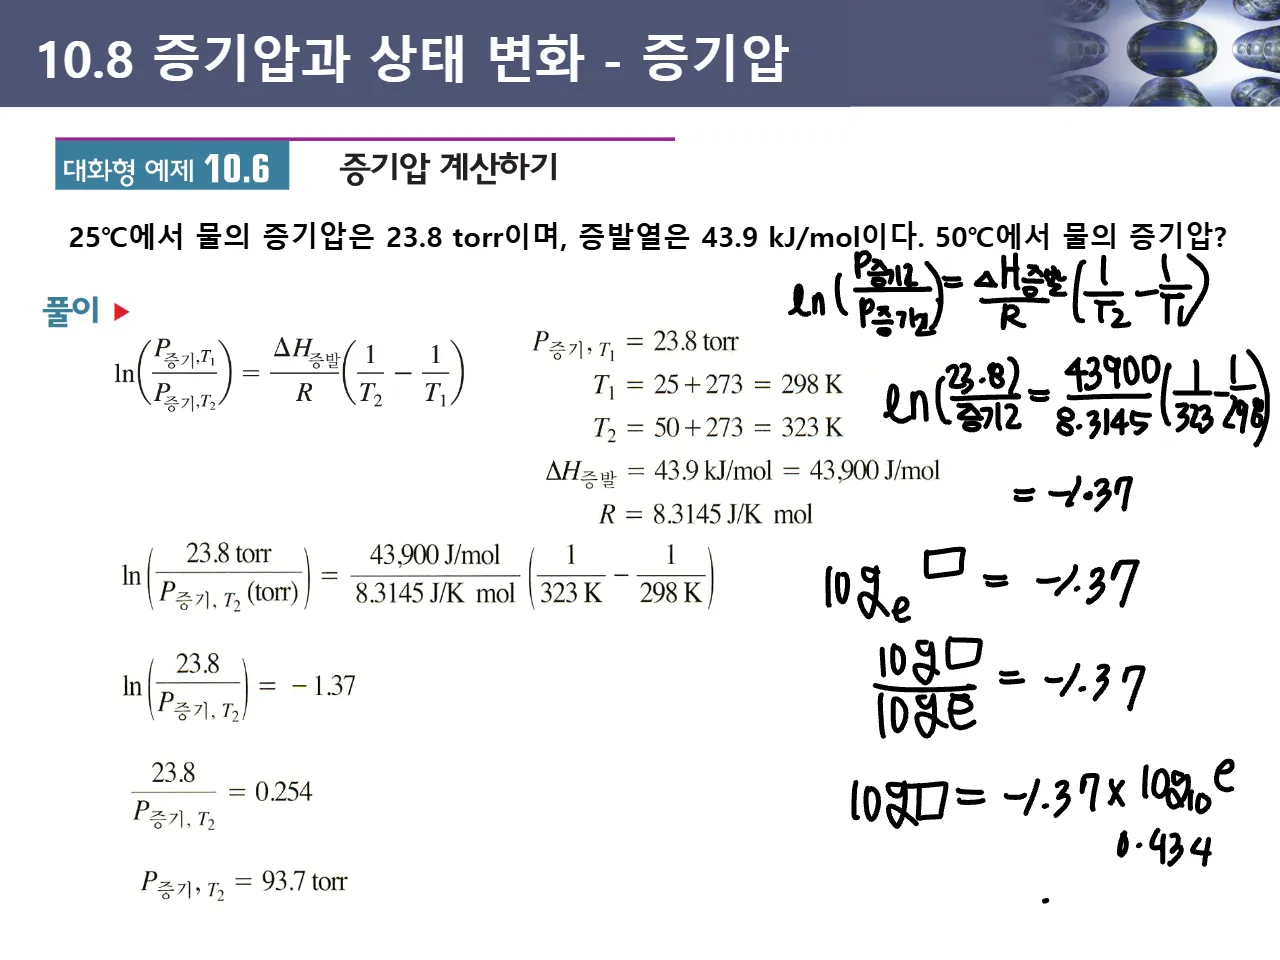 10.8 증기압과 상태 변화 - 증기압
대화형 예제 10.6 증기압 계산하기
25℃에서 물의 증기압은 23.8 torr이며, 증발열은 43.9 kJ/mol이다. 50℃에서 물의 증기압?
풀이 ▶
ln(P증기,T₁ / P증기,T₂) = ΔH증발 / R (1/T₂ − 1/T₁)
P증기, T₁ = 23.8 torr
T₁ = 25 + 273 = 298 K
T₂ = 50 + 273 = 323 K
ΔH증발 = 43.9 kJ/mol = 43,900 J/mol
R = 8.3145 J/K mol
ln(23.8 torr / P증기, T₂ (torr)) = 43,900 J/mol / 8.3145 J/K mol (1/323 K − 1/298 K)
ln(23.8 / P증기, T₂) = −1.37
23.8 / P증기, T₂ = 0.254
P증기, T₂ = 93.7 torr
ln(P증기2 / P증기2) = ΔH증발 / R (1/T₂ − 1/T₁)
ln(23.8 / 증기2) = 43900 / 8.3145 (1/323 − 1/298)
= -1.37
logₑ □ = -1.37
log□ / log e = -1.37
log□ = -1.37 × log₁₀ e
0.434